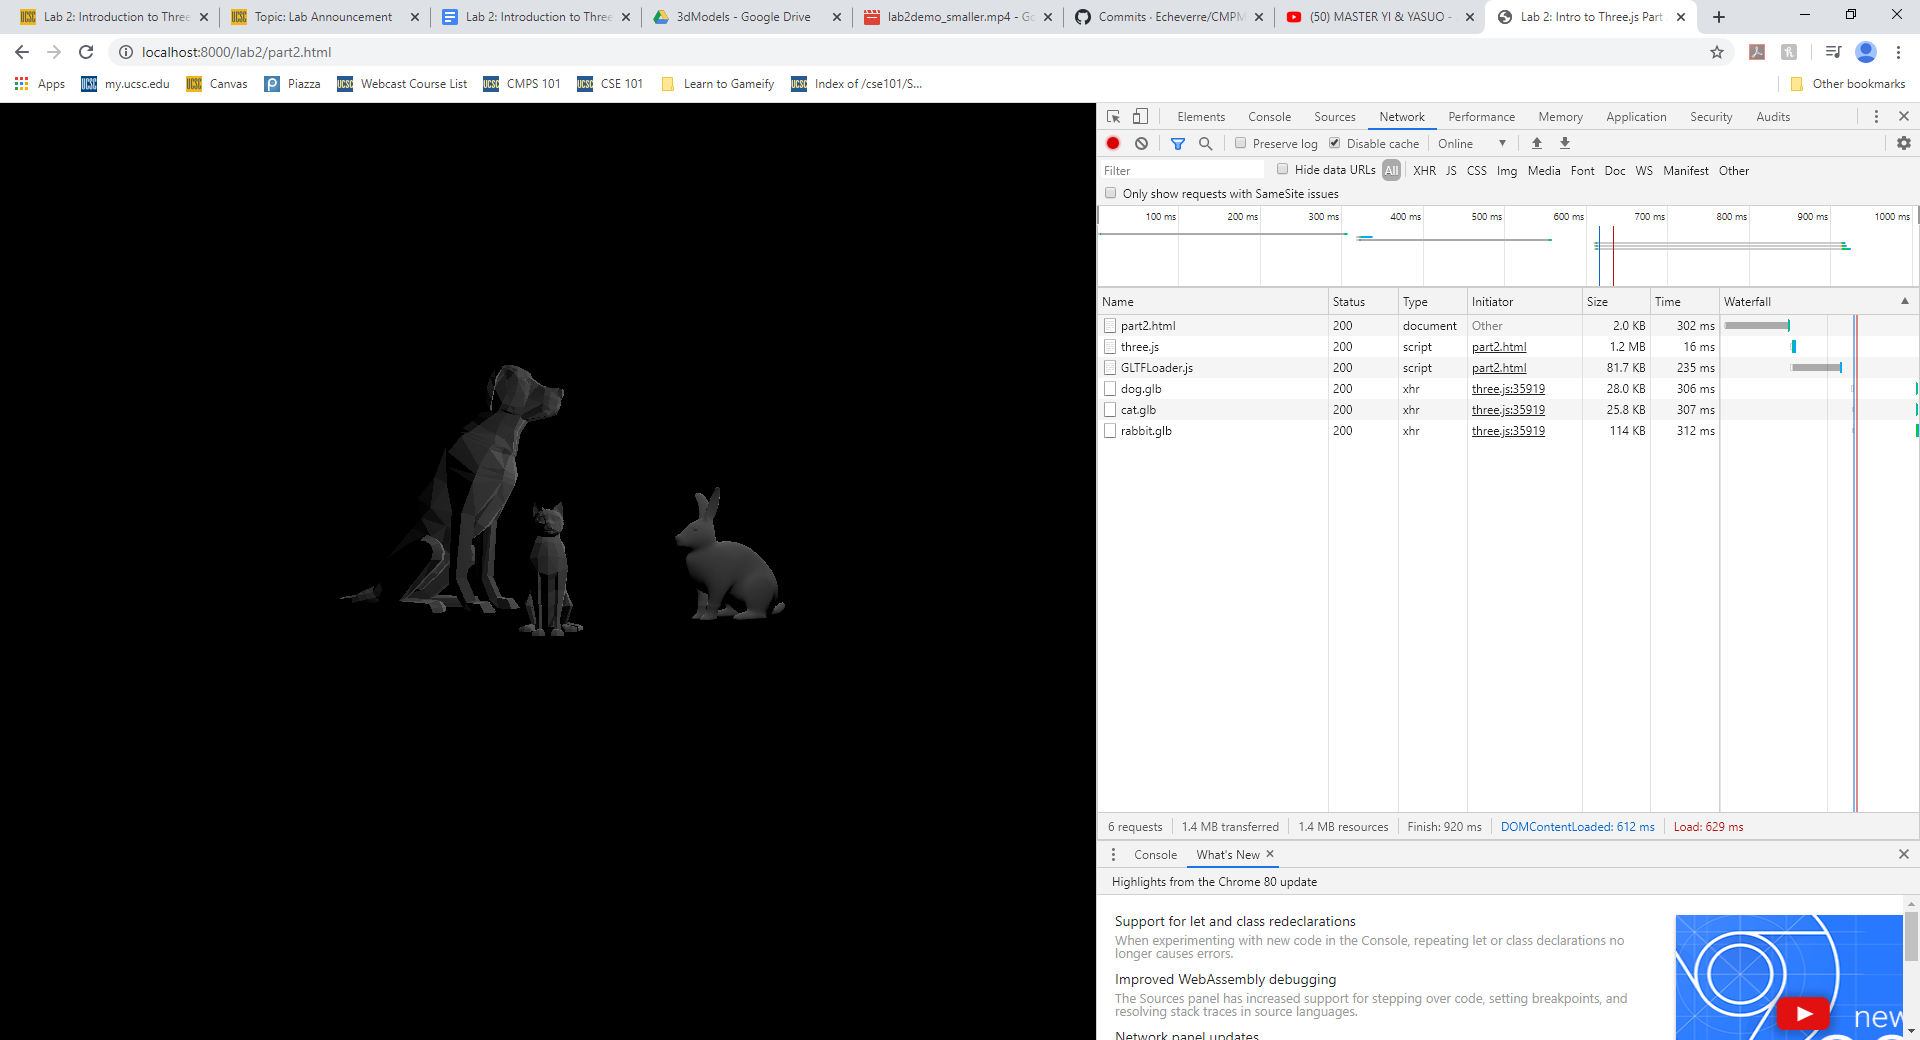 Lab 2: Introduction to Three
Topic: Lab Announcement
Lab 2: Introduction to Three
3dModels - Google Drive
lab2demo_smaller.mp4 - Go
Commits · Echeverre/CMPM
(50) MASTER YI & YASUO -
Lab 2: Intro to Three.js Part
localhost:8000/lab2/part2.html
Apps
UCSC my.ucsc.edu
UCSC Canvas
Piazza
UCSC Webcast Course List
UCSC CMPS 101
UCSC CSE 101
Learn to Gameify
UCSC Index of /cse101/S...
Other bookmarks
Elements Console Sources Network Performance Memory Application Security Audits
Preserve log Disable cache Online
Filter Hide data URLs All XHR JS CSS Img Media Font Doc WS Manifest Other
Only show requests with SameSite issues
100 ms 200 ms 300 ms 400 ms 500 ms 600 ms 700 ms 800 ms 900 ms 1000 ms
Name Status Type Initiator Size Time Waterfall
part2.html 200 document Other 2.0 KB 302 ms
three.js 200 script part2.html 1.2 MB 16 ms
GLTFLoader.js 200 script part2.html 81.7 KB 235 ms
dog.glb 200 xhr three.js:35919 28.0 KB 306 ms
cat.glb 200 xhr three.js:35919 25.8 KB 307 ms
rabbit.glb 200 xhr three.js:35919 114 KB 312 ms
6 requests 1.4 MB transferred 1.4 MB resources Finish: 920 ms DOMContentLoaded: 612 ms Load: 629 ms
Console What's New
Highlights from the Chrome 80 update
Support for let and class redeclarations
When experimenting with new code in the Console, repeating let or class declarations no
longer causes errors.
Improved WebAssembly debugging
The Sources panel has increased support for stepping over code, setting breakpoints, and
resolving stack traces in source languages.
Network panel updates
new